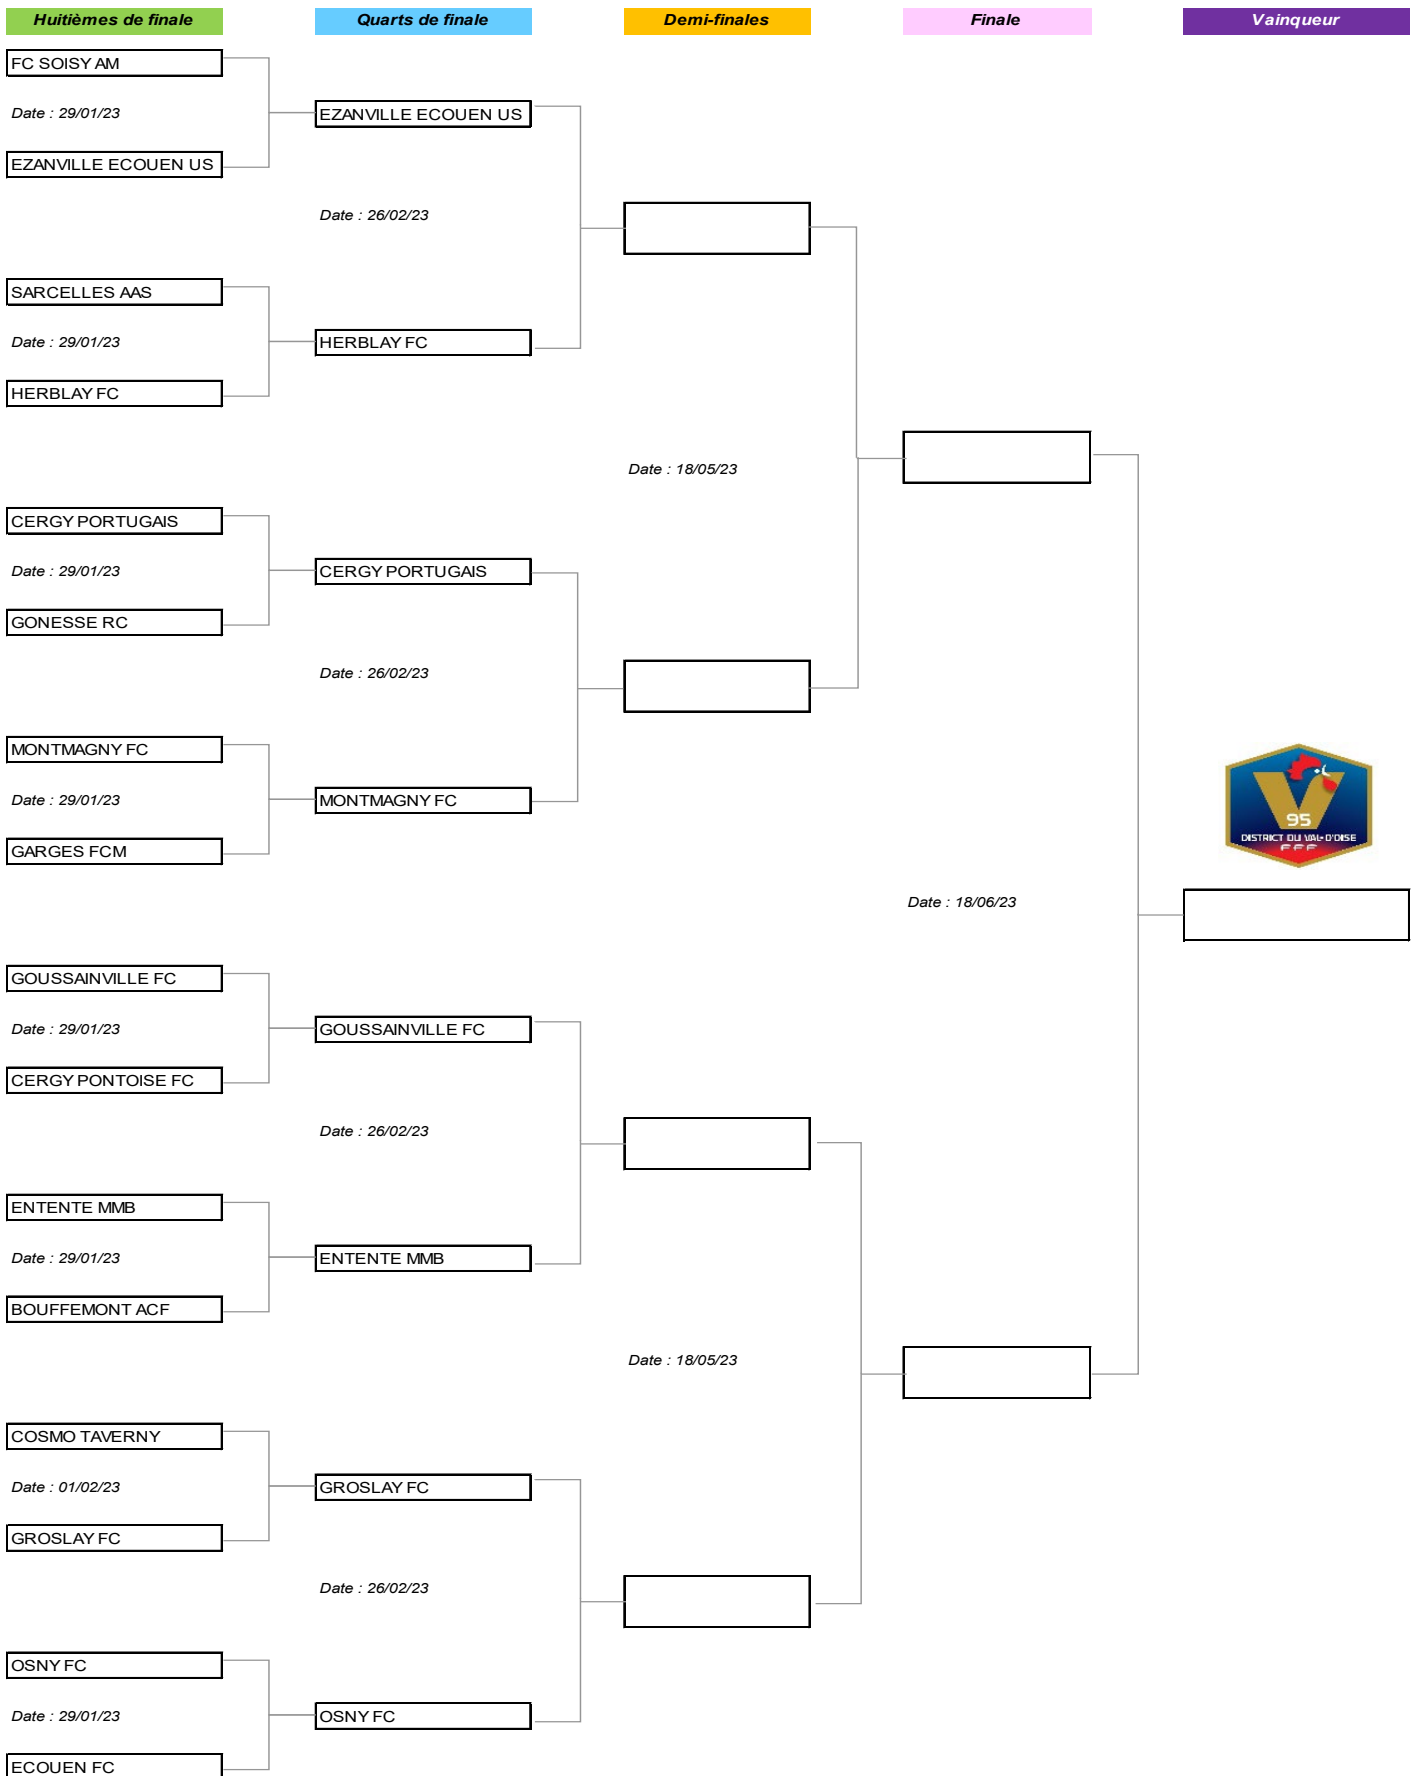 Huitièmes de finale
Quarts de finale
Demi-finales
Finale
Vainqueur
FC SOISY AM
Date : 29/01/23
EZANVILLE ECOUEN US
EZANVILLE ECOUEN US
Date : 26/02/23
SARCELLES AAS
Date : 29/01/23
HERBLAY FC
HERBLAY FC
Date : 18/05/23
CERGY PORTUGAIS
Date : 29/01/23
CERGY PORTUGAIS
GONESSE RC
Date : 26/02/23
MONTMAGNY FC
Date : 29/01/23
MONTMAGNY FC
GARGES FCM
95
DISTRICT DU VAL-D'OISE
FFF
Date : 18/06/23
GOUSSAINVILLE FC
Date : 29/01/23
GOUSSAINVILLE FC
CERGY PONTOISE FC
Date : 26/02/23
ENTENTE MMB
Date : 29/01/23
ENTENTE MMB
BOUFFEMONT ACF
Date : 18/05/23
COSMO TAVERNY
Date : 01/02/23
GROSLAY FC
GROSLAY FC
Date : 26/02/23
OSNY FC
Date : 29/01/23
OSNY FC
ECOUEN FC